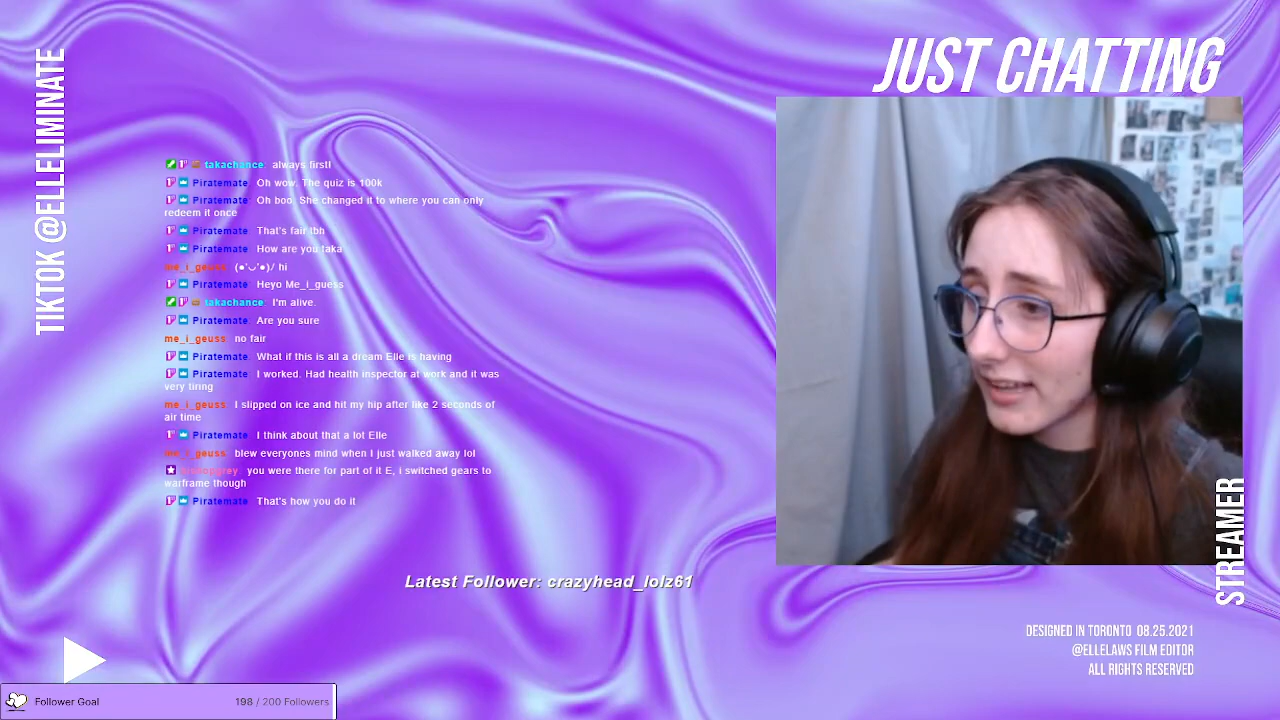 TIKTOK @ELLELIMINATE
JUST CHATTING
takachance: always first!
Piratemate: Oh wow. The quiz is 100k
Piratemate: Oh boo. She changed it to where you can only
redeem it once
Piratemate: That's fair tbh
Piratemate: How are you taka
me_i_geuss: (●'◡'●)ﾉ hi
Piratemate: Heyo Me_i_guess
takachance: I'm alive.
Piratemate: Are you sure
me_i_geuss: no fair
Piratemate: What if this is all a dream Elle is having
Piratemate: I worked. Had health inspector at work and it was
very tiring
me_i_geuss: I slipped on ice and hit my hip after like 2 seconds of
air time
Piratemate: I think about that a lot Elle
me_i_geuss: blew everyones mind when I just walked away lol
you were there for part of it E, i switched gears to
warframe though
Piratemate: That's how you do it
Latest Follower: crazyhead_lolz61
STREAMER
DESIGNED IN TORONTO 08.25.2021
@ELLELAWS FILM EDITOR
ALL RIGHTS RESERVED
Follower Goal 198 / 200 Followers